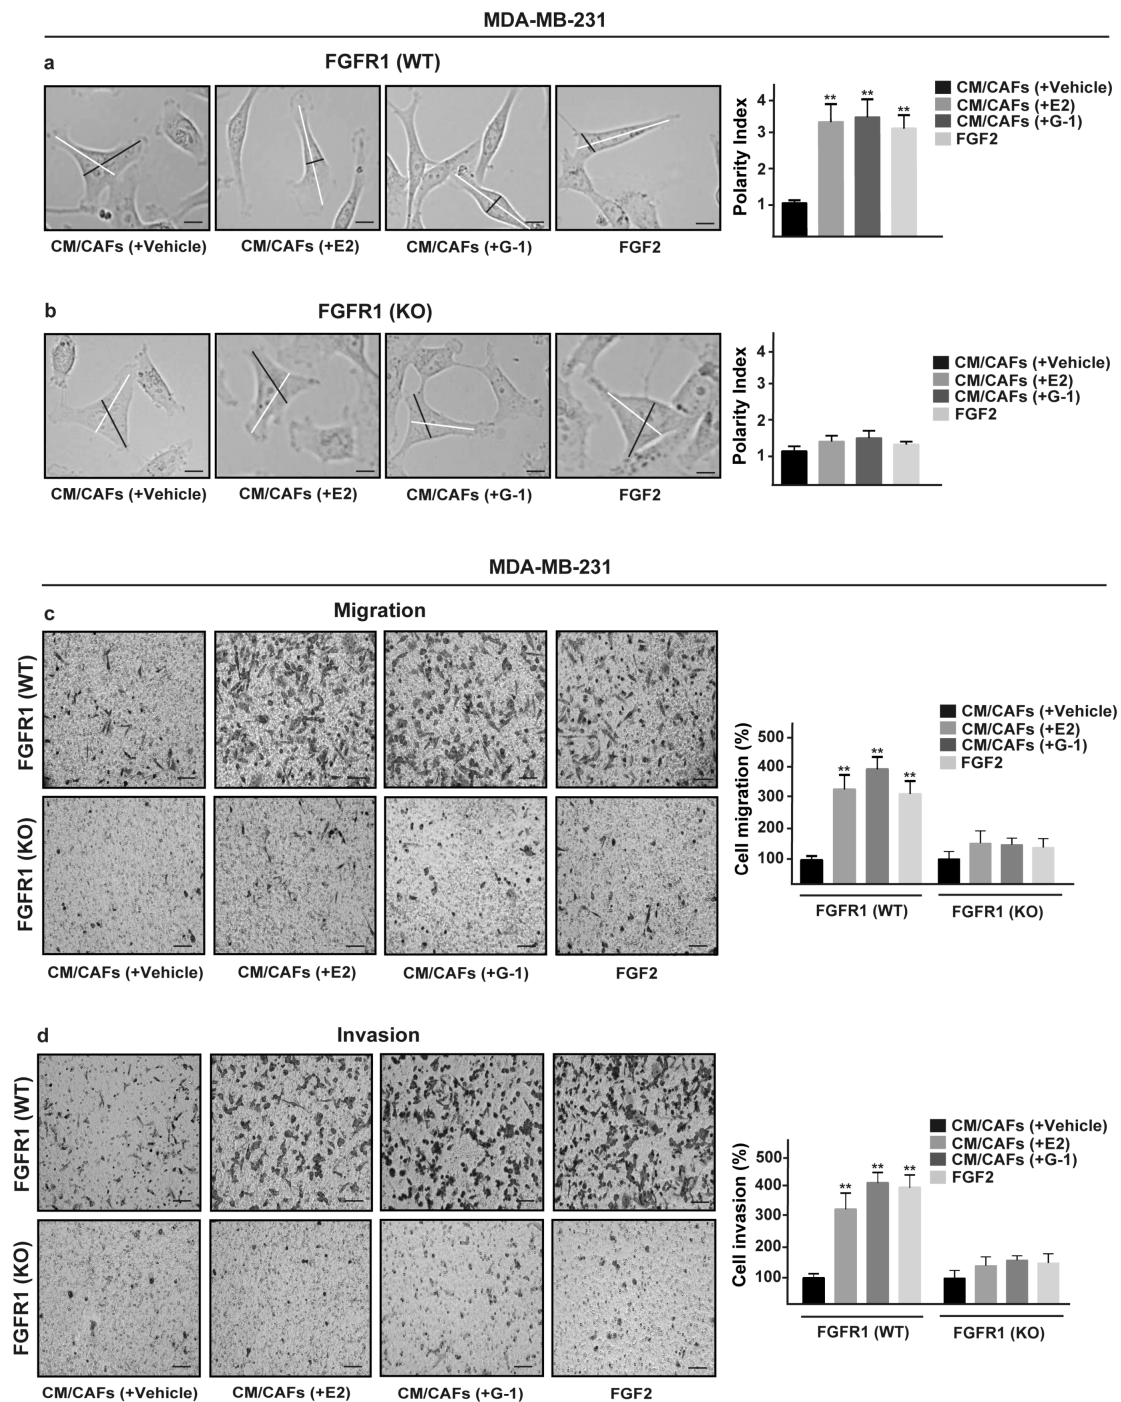 MDA-MB-231
a
FGFR1 (WT)
CM/CAFs (+Vehicle)
CM/CAFs (+E2)
CM/CAFs (+G-1)
FGF2
Polarity Index
4
3
2
1
**
**
**
CM/CAFs (+Vehicle)
CM/CAFs (+E2)
CM/CAFs (+G-1)
FGF2
b
FGFR1 (KO)
CM/CAFs (+Vehicle)
CM/CAFs (+E2)
CM/CAFs (+G-1)
FGF2
Polarity Index
4
3
2
1
CM/CAFs (+Vehicle)
CM/CAFs (+E2)
CM/CAFs (+G-1)
FGF2
MDA-MB-231
c
Migration
FGFR1 (WT)
FGFR1 (KO)
CM/CAFs (+Vehicle)
CM/CAFs (+E2)
CM/CAFs (+G-1)
FGF2
Cell migration (%)
500
400
300
200
100
**
**
**
FGFR1 (WT)
FGFR1 (KO)
CM/CAFs (+Vehicle)
CM/CAFs (+E2)
CM/CAFs (+G-1)
FGF2
d
Invasion
FGFR1 (WT)
FGFR1 (KO)
CM/CAFs (+Vehicle)
CM/CAFs (+E2)
CM/CAFs (+G-1)
FGF2
Cell invasion (%)
500
400
300
200
100
**
**
**
FGFR1 (WT)
FGFR1 (KO)
CM/CAFs (+Vehicle)
CM/CAFs (+E2)
CM/CAFs (+G-1)
FGF2